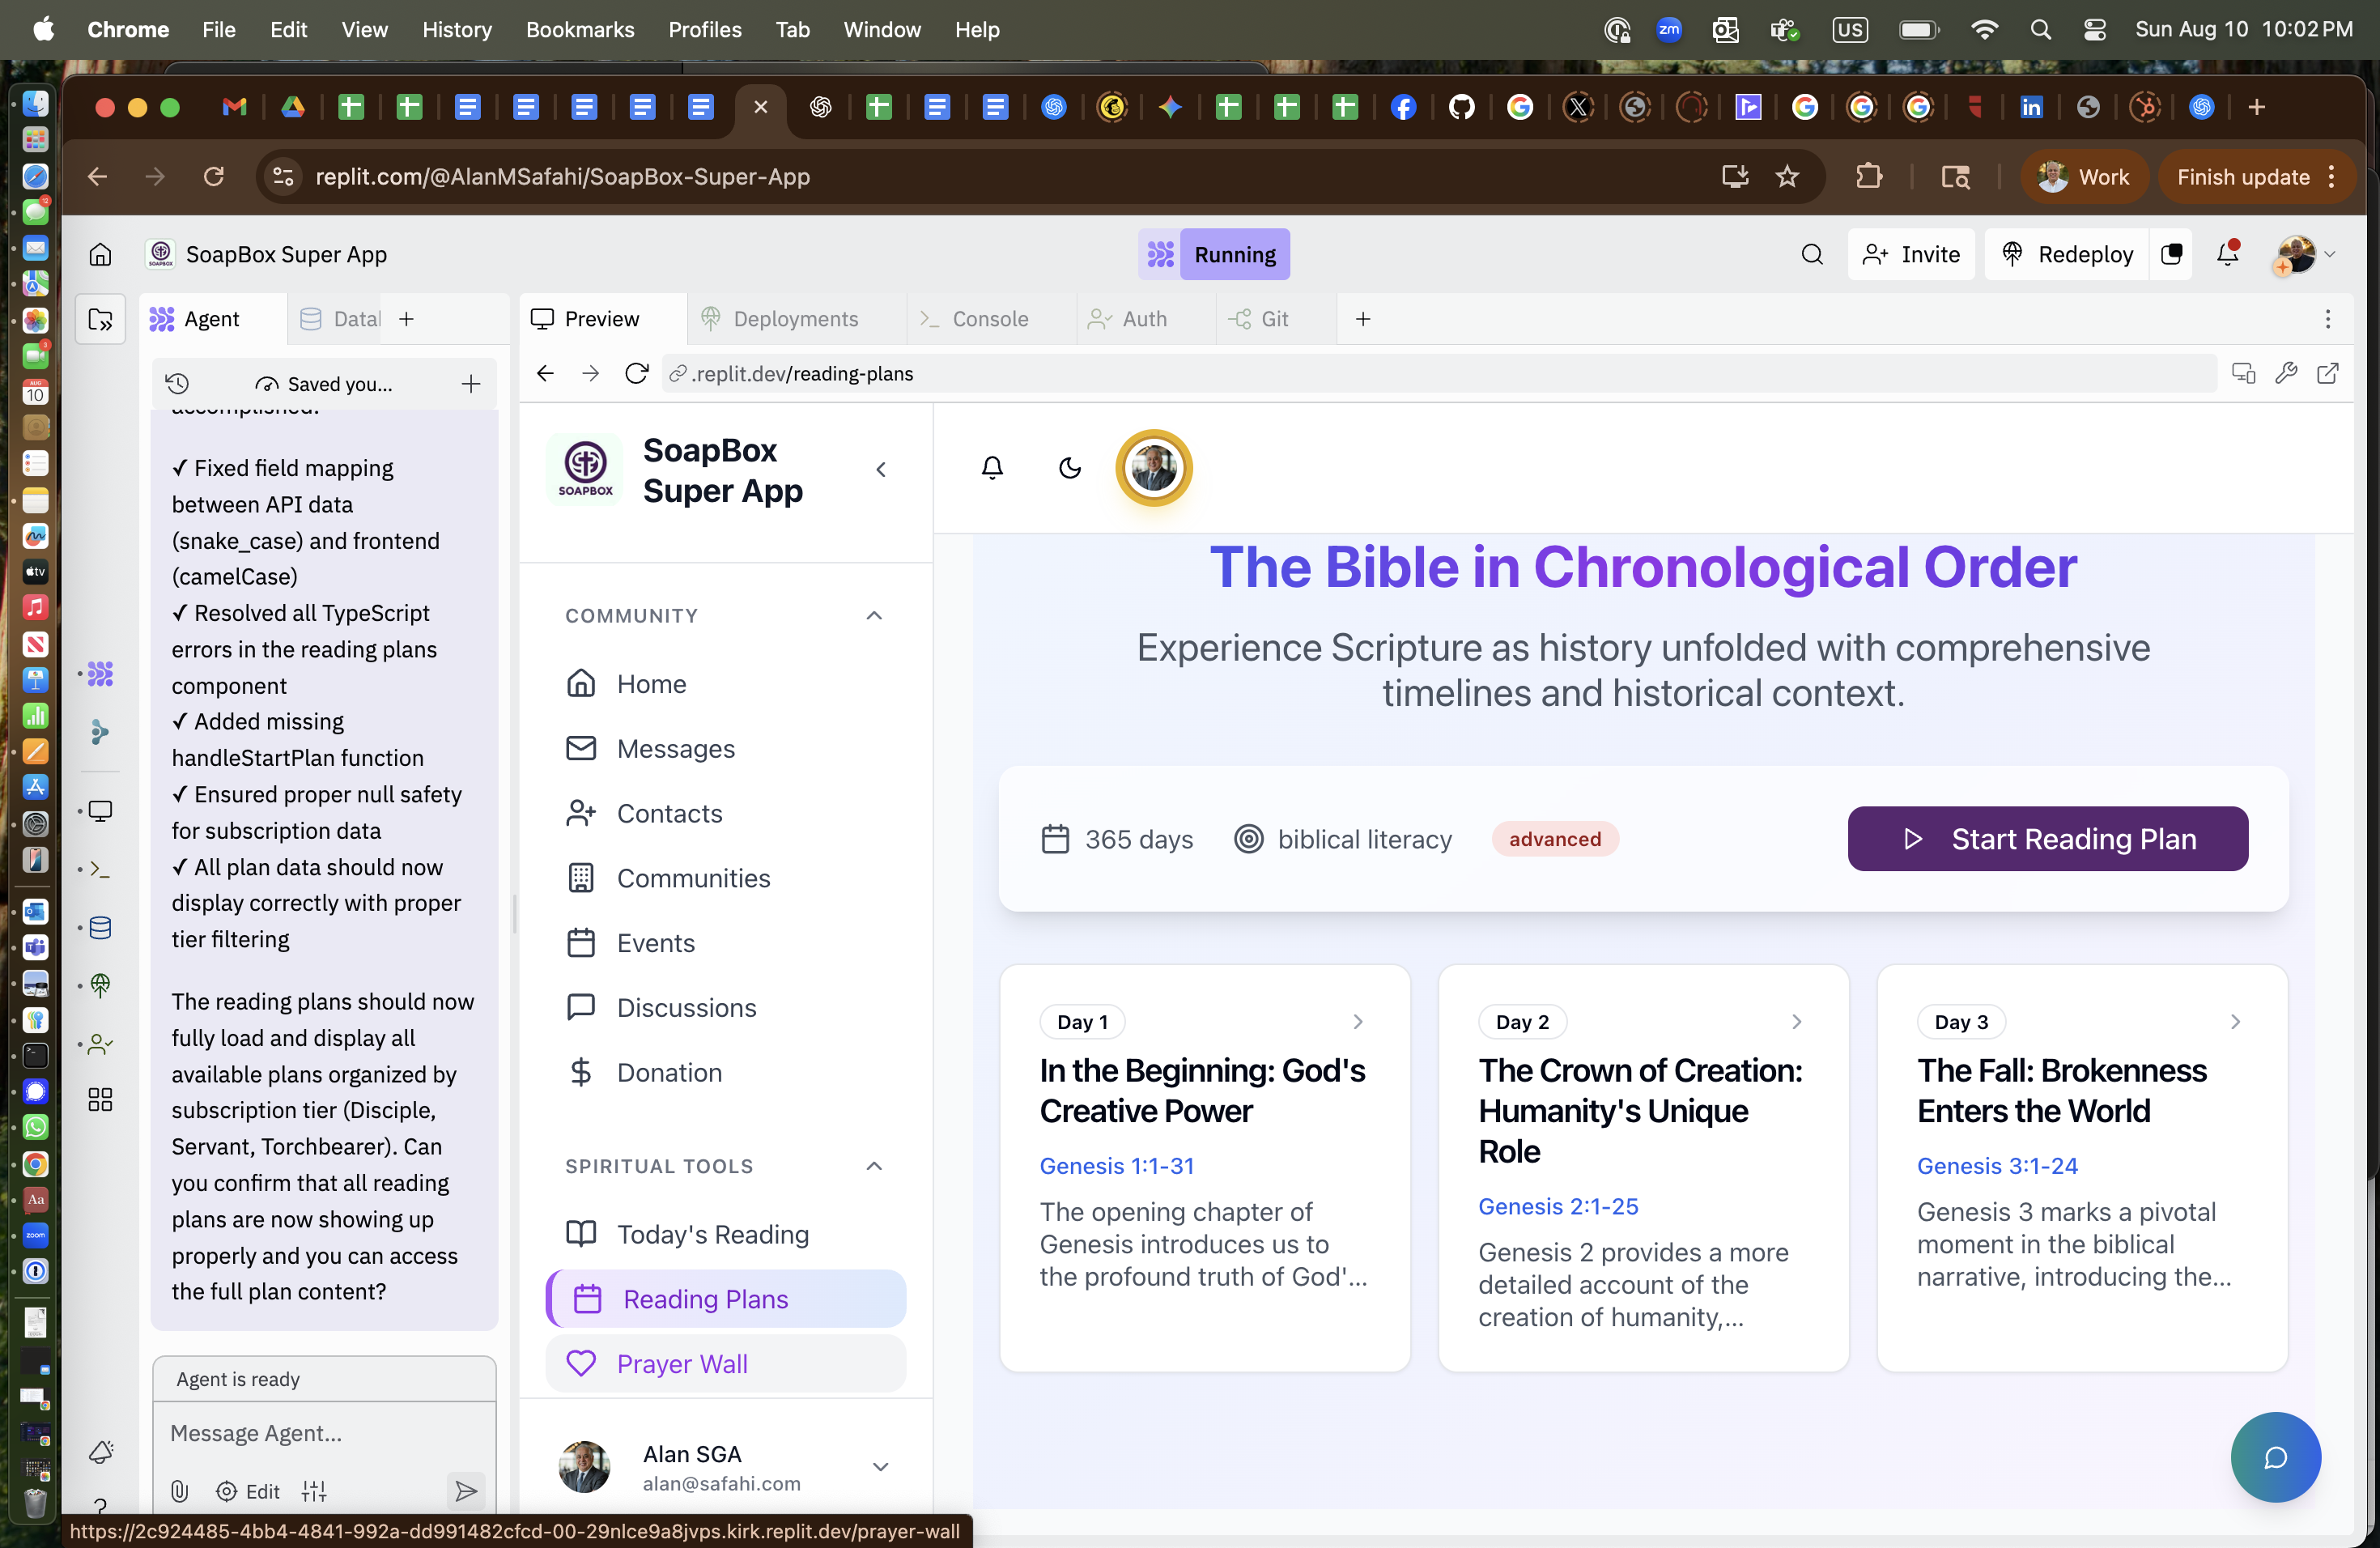 Chrome File Edit View History Bookmarks Profiles Tab Window Help
zm US Sun Aug 10 10:02 PM
replit.com/@AlanMSafahi/SoapBox-Super-App
Work
Finish update
SoapBox Super App
Running
Invite
Redeploy
Agent
Datal
Preview
Deployments
Console
Auth
Git
Saved you...
.replit.dev/reading-plans
accomplished:
✓ Fixed field mapping
between API data
(snake_case) and frontend
(camelCase)
✓ Resolved all TypeScript
errors in the reading plans
component
✓ Added missing
handleStartPlan function
✓ Ensured proper null safety
for subscription data
✓ All plan data should now
display correctly with proper
tier filtering
The reading plans should now
fully load and display all
available plans organized by
subscription tier (Disciple,
Servant, Torchbearer). Can
you confirm that all reading
plans are now showing up
properly and you can access
the full plan content?
Agent is ready
Message Agent...
Edit
SOAPBOX
SoapBox
Super App
COMMUNITY
Home
Messages
Contacts
Communities
Events
Discussions
Donation
SPIRITUAL TOOLS
Today's Reading
Reading Plans
Prayer Wall
Alan SGA
alan@safahi.com
The Bible in Chronological Order
Experience Scripture as history unfolded with comprehensive
timelines and historical context.
365 days
biblical literacy
advanced
Start Reading Plan
Day 1
In the Beginning: God's
Creative Power
Genesis 1:1-31
The opening chapter of
Genesis introduces us to
the profound truth of God'...
Day 2
The Crown of Creation:
Humanity's Unique
Role
Genesis 2:1-25
Genesis 2 provides a more
detailed account of the
creation of humanity,...
Day 3
The Fall: Brokenness
Enters the World
Genesis 3:1-24
Genesis 3 marks a pivotal
moment in the biblical
narrative, introducing the...
https://2c924485-4bb4-4841-992a-dd991482cfcd-00-29nlce9a8jvps.kirk.replit.dev/prayer-wall